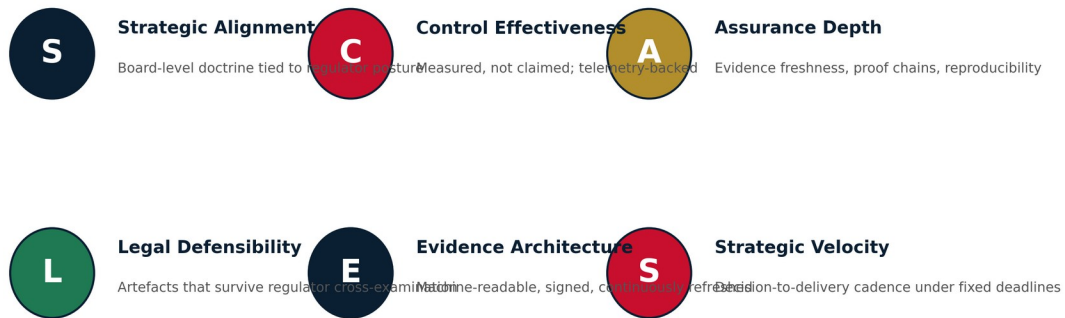 S
Strategic Alignment
Board-level doctrine tied to regulator posture
C
Control Effectiveness
Measured, not claimed; telemetry-backed
A
Assurance Depth
Evidence freshness, proof chains, reproducibility
L
Legal Defensibility
Artefacts that survive regulator cross-examination
E
Evidence Architecture
Machine-readable, signed, continuously refreshed
S
Strategic Velocity
Decision-to-delivery cadence under fixed deadlines